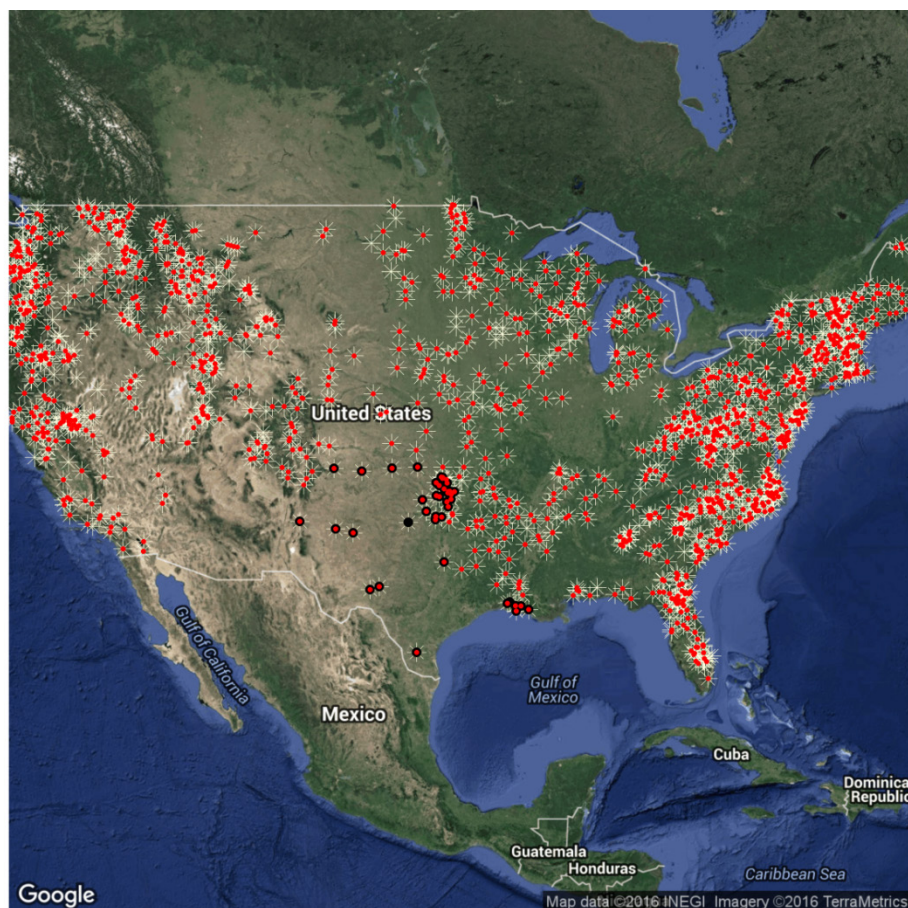 United States
Gulf of California
Gulf of
Mexico
Mexico
Cuba
Dominica
Republic
Guatemala
Honduras
Caribbean Sea
Google
Map data ©2016 INEGI Imagery ©2016 TerraMetrics